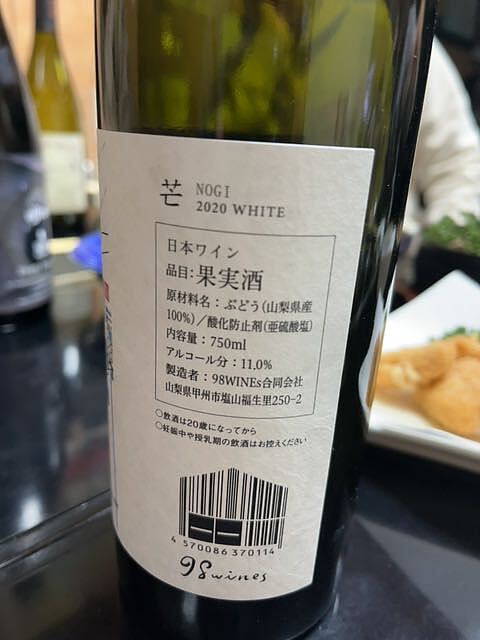 芒 NOGI
2020 WHITE
日本ワイン
品目:果実酒
原材料名:ぶどう(山梨県産
100%)/酸化防止剤(亜硫酸塩)
内容量:750ml
アルコール分:11.0%
製造者:98WINEs合同会社
山梨県甲州市塩山福生里250-2
○飲酒は20歳になってから
○妊娠中や授乳期の飲酒はお控えください
4 570086 370114
98wines